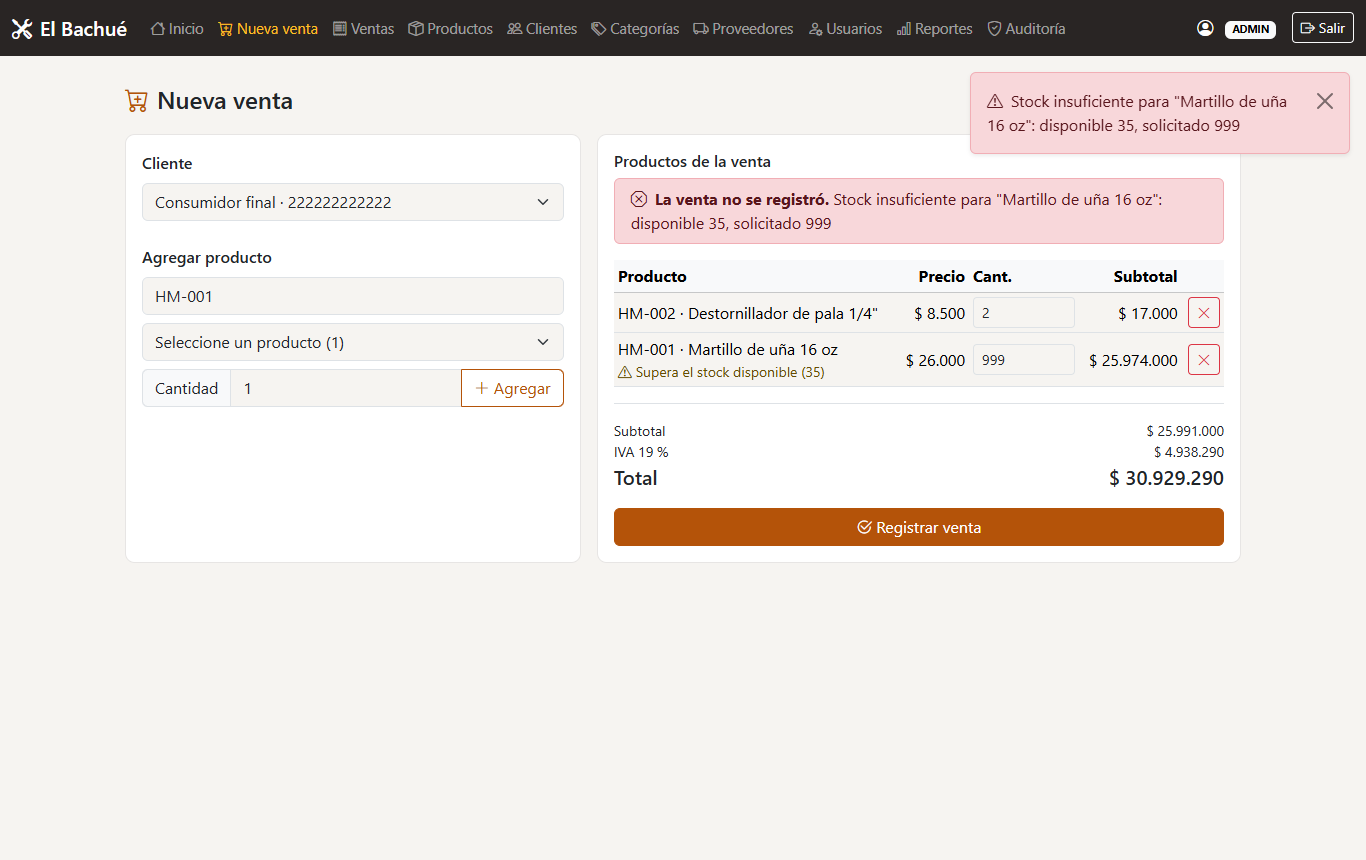 El Bachué
Inicio
Nueva venta
Ventas
Productos
Clientes
Categorías
Proveedores
Usuarios
Reportes
Auditoría
ADMIN
Salir
Stock insuficiente para "Martillo de uña
16 oz": disponible 35, solicitado 999
Nueva venta
Cliente
Consumidor final · 222222222222
Agregar producto
HM-001
Seleccione un producto (1)
Cantidad
1
Agregar
Productos de la venta
La venta no se registró. Stock insuficiente para "Martillo de uña 16 oz":
disponible 35, solicitado 999
Producto Precio Cant. Subtotal
HM-002 · Destornillador de pala 1/4" $ 8.500 2 $ 17.000
HM-001 · Martillo de uña 16 oz
Supera el stock disponible (35)
$ 26.000 999 $ 25.974.000
Subtotal $ 25.991.000
IVA 19 % $ 4.938.290
Total $ 30.929.290
Registrar venta